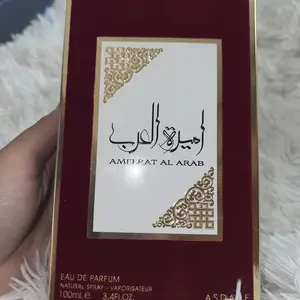 اميرة العرب
AMEERAT AL ARAB
EAU DE PARFUM
NATURAL SPRAY - VAPORISATEUR
100ml.℮ 3.4FL.OZ.
ASDAAF